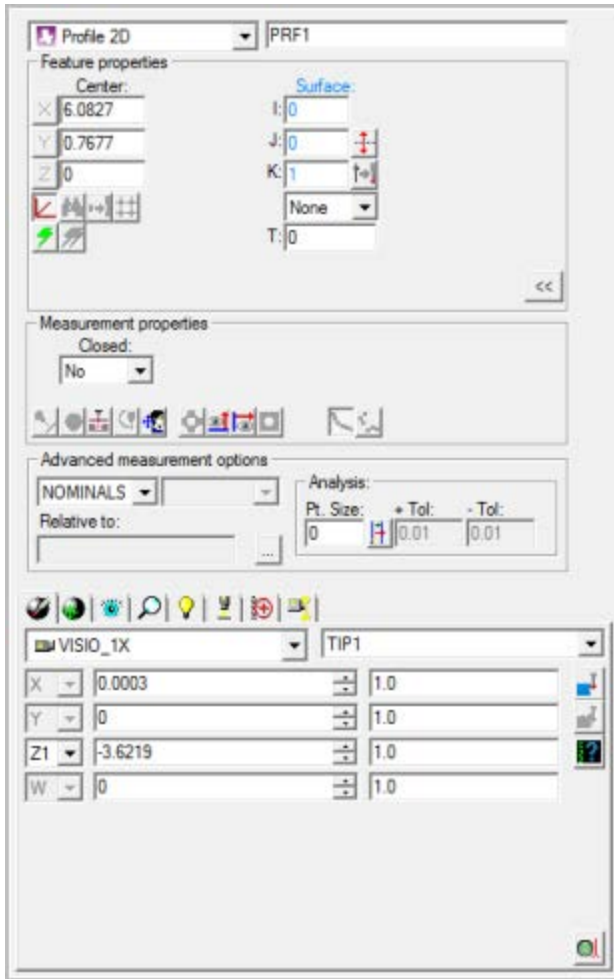 Profile 2D PRF1
Feature properties
Center: Surface:
X 6.0827 I: 0
Y 0.7677 J: 0
Z 0 K: 1
None
T: 0
<<
Measurement properties
Closed:
No
Advanced measurement options
NOMINALS Analysis:
Pt. Size: + Tol: - Tol:
Relative to: 0 0.01 0.01
...
VISIO_1X TIP1
X 0.0003 1.0
Y 0 1.0
Z1 -3.6219 1.0
W 0 1.0